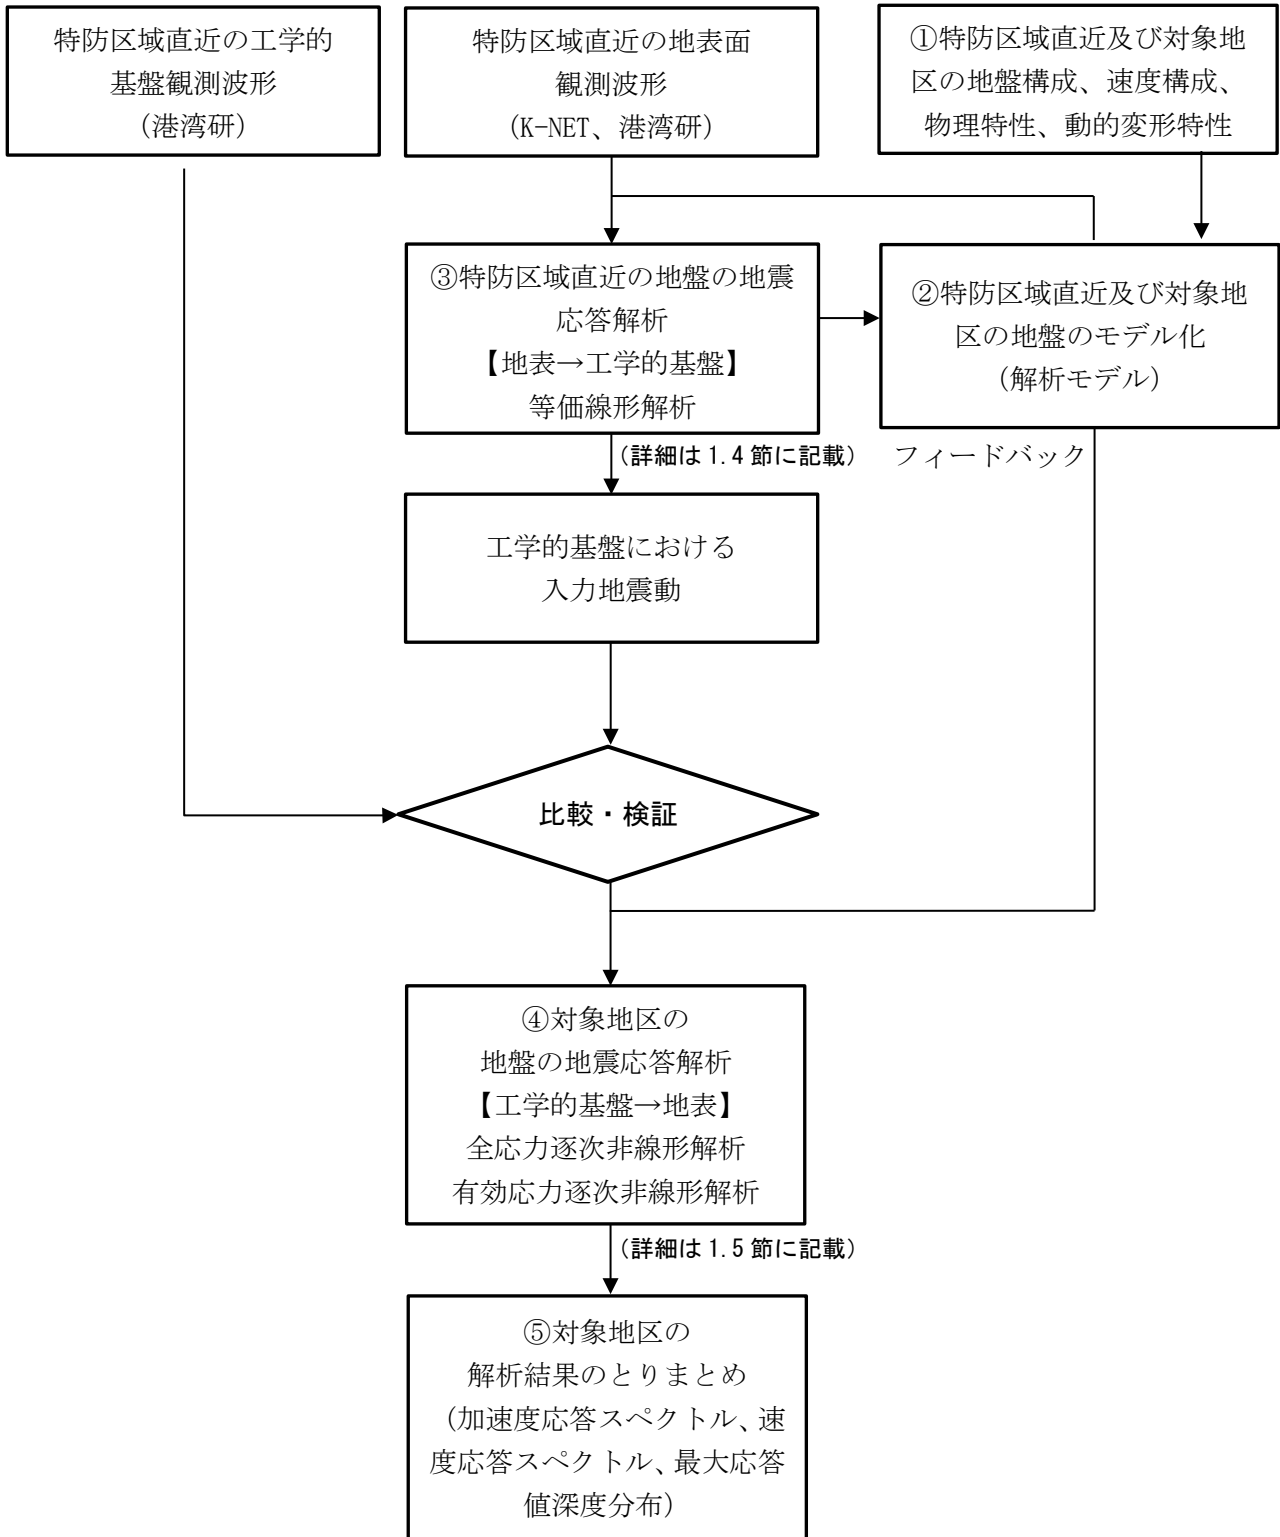 特防区域直近の工学的
基盤観測波形
（港湾研）
特防区域直近の地表面
観測波形
（K-NET、港湾研）
①特防区域直近及び対象地
区の地盤構成、速度構成、
物理特性、動的変形特性
③特防区域直近の地盤の地震
応答解析
【地表→工学的基盤】
等価線形解析
②特防区域直近及び対象地
区の地盤のモデル化
（解析モデル）
（詳細は 1.4 節に記載）
フィードバック
工学的基盤における
入力地震動
比較・検証
④対象地区の
地盤の地震応答解析
【工学的基盤→地表】
全応力逐次非線形解析
有効応力逐次非線形解析
（詳細は 1.5 節に記載）
⑤対象地区の
解析結果のとりまとめ
（加速度応答スペクトル、速
度応答スペクトル、最大応答
値深度分布）